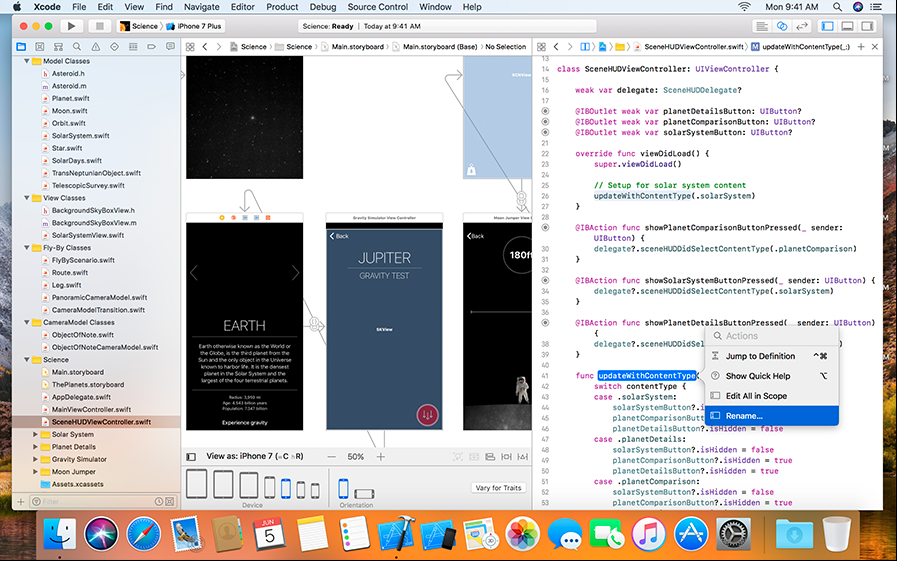 Xcode File Edit View Find Navigate Editor Product Debug Source Control Window Help
Mon 9:41 AM
Science iPhone 7 Plus
Science: Ready | Today at 9:41 AM
Science Science Main.storyboard Main.storyboard (Base) No Selection
SceneHUDViewController.swift updateWithContentType(_:)
Model Classes
Asteroid.h
Asteroid.m
Planet.swift
Moon.swift
Orbit.swift
SolarSystem.swift
Star.swift
SolarDays.swift
TransNeptunianObject.swift
TelescopicSurvey.swift
View Classes
BackgroundSkyBoxView.h
BackgroundSkyBoxView.m
SolarSystemView.swift
Fly-By Classes
FlyByScenario.swift
Route.swift
Leg.swift
PanoramicCameraModel.swift
CameraModelTransition.swift
CameraModel Classes
ObjectOfNote.swift
ObjectOfNoteCameraModel.swift
Science
Main.storyboard
ThePlanets.storyboard
AppDelegate.swift
MainViewController.swift
SceneHUDViewController.swift
Solar System
Planet Details
Gravity Simulator
Moon Jumper
Assets.xcassets
Filter
SKView
EARTH
Earth otherwise known as the World or
the Globe, is the third planet from the
Sun and the only object in the Universe
known to harbor life. It is the densest
planet in the Solar System and the
largest of the four terrestrial planets.
Radius: 3,959 mi
Age: 4.543 billion years
Population: 7.347 billion
Experience gravity
Gravity Simulator View Controller
Back
JUPITER
GRAVITY TEST
SKView
Moon Jumper View
Back
180ft
View as: iPhone 7 (wC hR)
50%
Device
Orientation
Vary for Traits
13
14 class SceneHUDViewController: UIViewController {
15
16 weak var delegate: SceneHUDDelegate?
17
@IBOutlet weak var planetDetailsButton: UIButton?
@IBOutlet weak var planetComparisonButton: UIButton?
@IBOutlet weak var solarSystemButton: UIButton?
21
22 override func viewDidLoad() {
23 super.viewDidLoad()
24
25 // Setup for solar system content
26 updateWithContentType(.solarSystem)
27 }
28
@IBAction func showPlanetComparisonButtonPressed(_ sender:
UIButton) {
30 delegate?.sceneHUDDidSelectContentType(.planetComparison)
31 }
32
@IBAction func showSolarSystemButtonPressed(_ sender: UIButton) {
34 delegate?.sceneHUDDidSelectContentType(.solarSystem)
35 }
36
@IBAction func showPlanetDetailsButtonPressed(_ sender: UIButton)
{
38 delegate?.sceneHUDDidSelect
39 }
40
41 func updateWithContentType
42 switch contentType {
43 case .solarSystem:
44 solarSystemButton?.
45 planetComparisonButton?
46 planetDetailsButton?.isHidden = false
47 case .planetDetails:
48 solarSystemButton?.isHidden = false
49 planetComparisonButton?.isHidden = true
50 planetDetailsButton?.isHidden = true
51 case .planetComparison:
52 solarSystemButton?.isHidden = false
53 planetComparisonButton?.isHidden = true
Actions
Jump to Definition ^⌘
Show Quick Help ⌥
Edit All in Scope
Rename...
JUN
5